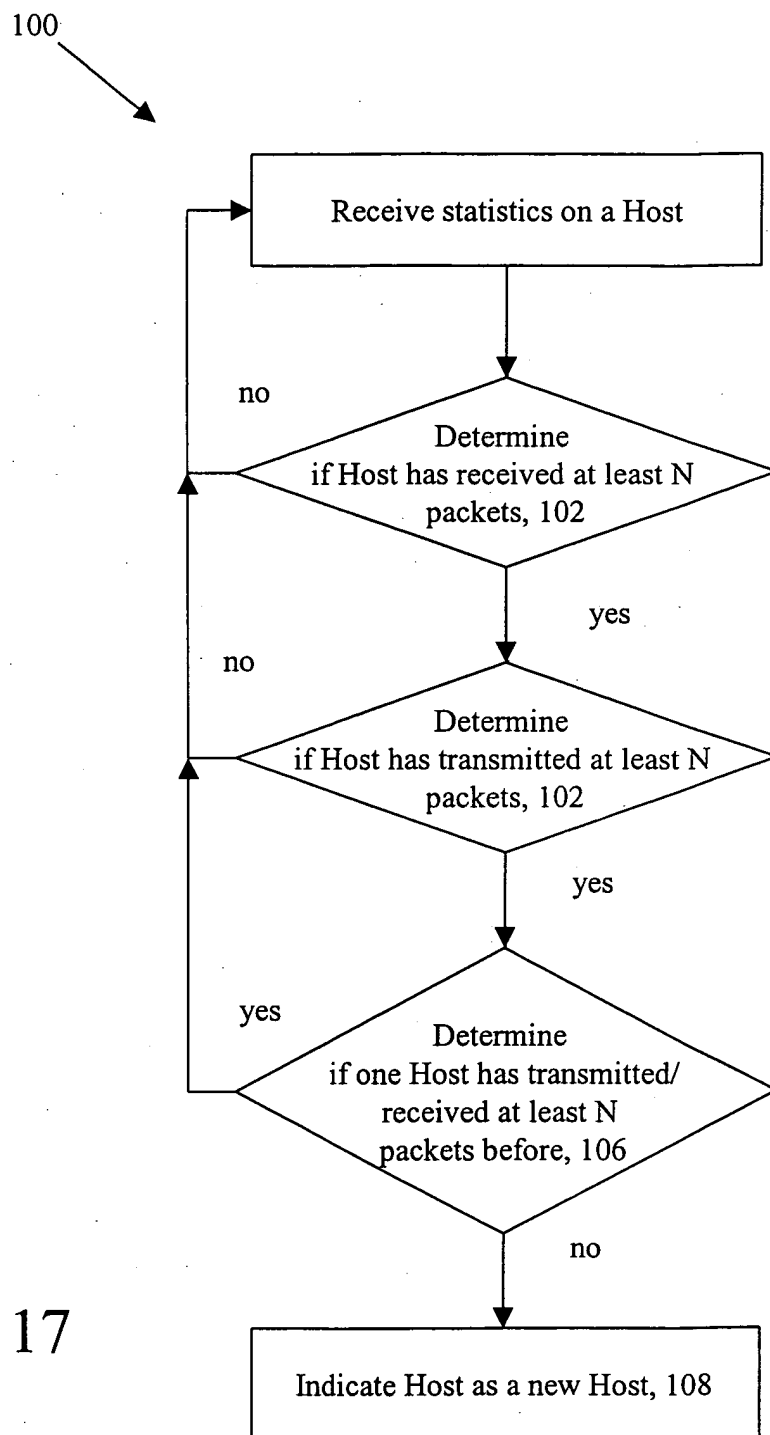 100
Receive statistics on a Host
no
Determine
if Host has received at least N
packets, 102
yes
no
Determine
if Host has transmitted at least N
packets, 102
yes
yes
Determine
if one Host has transmitted/
received at least N
packets before, 106
no
17
Indicate Host as a new Host, 108